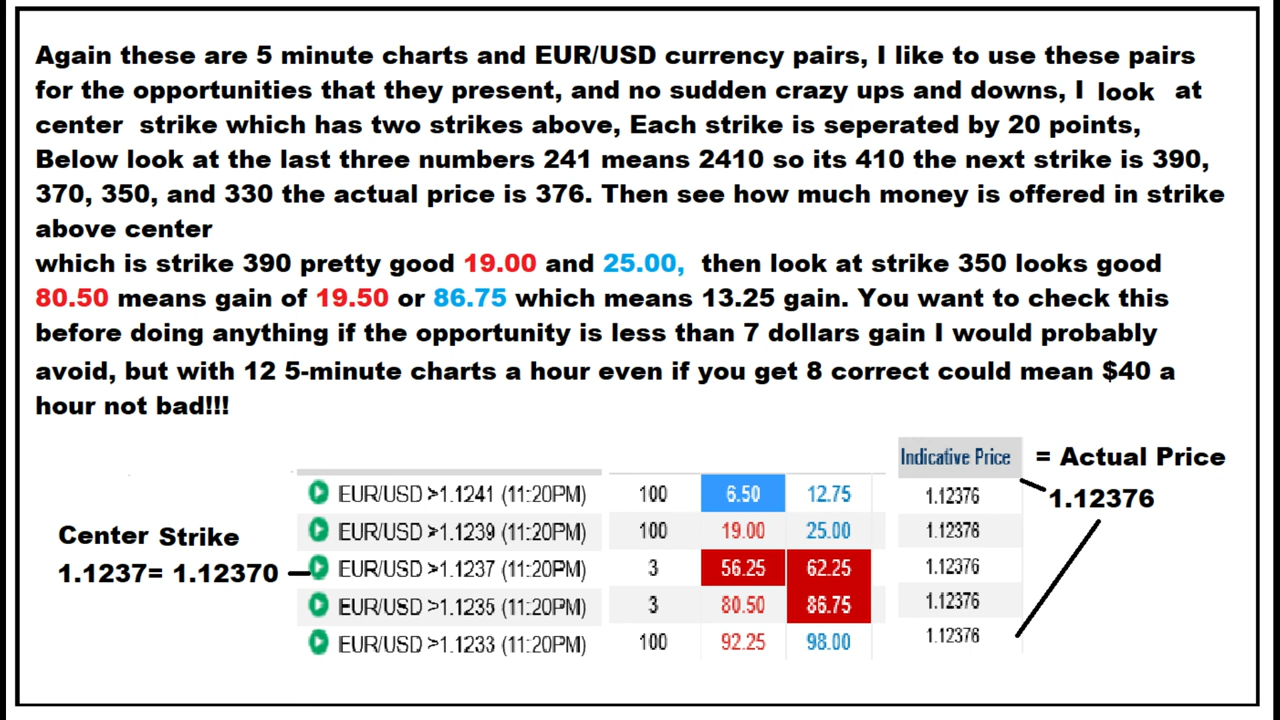 Again these are 5 minute charts and EUR/USD currency pairs, I like to use these pairs
for the opportunities that they present, and no sudden crazy ups and downs, I look at
center strike which has two strikes above, Each strike is seperated by 20 points,
Below look at the last three numbers 241 means 2410 so its 410 the next strike is 390,
370, 350, and 330 the actual price is 376. Then see how much money is offered in strike
above center
which is strike 390 pretty good 19.00 and 25.00, then look at strike 350 looks good
80.50 means gain of 19.50 or 86.75 which means 13.25 gain. You want to check this
before doing anything if the opportunity is less than 7 dollars gain I would probably
avoid, but with 12 5-minute charts a hour even if you get 8 correct could mean $40 a
hour not bad!!!
Indicative Price = Actual Price
EUR/USD >1.1241 (11:20PM) 100 6.50 12.75 1.12376 1.12376
EUR/USD >1.1239 (11:20PM) 100 19.00 25.00 1.12376
Center Strike
EUR/USD >1.1237 (11:20PM) 3 56.25 62.25 1.12376
1.1237= 1.12370
EUR/USD >1.1235 (11:20PM) 3 80.50 86.75 1.12376
EUR/USD >1.1233 (11:20PM) 100 92.25 98.00 1.12376